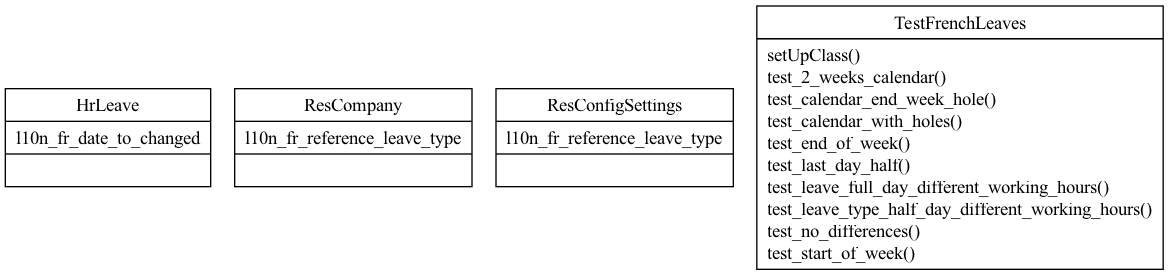 HrLeave
l10n_fr_date_to_changed
ResCompany
l10n_fr_reference_leave_type
ResConfigSettings
l10n_fr_reference_leave_type
TestFrenchLeaves
setUpClass()
test_2_weeks_calendar()
test_calendar_end_week_hole()
test_calendar_with_holes()
test_end_of_week()
test_last_day_half()
test_leave_full_day_different_working_hours()
test_leave_type_half_day_different_working_hours()
test_no_differences()
test_start_of_week()